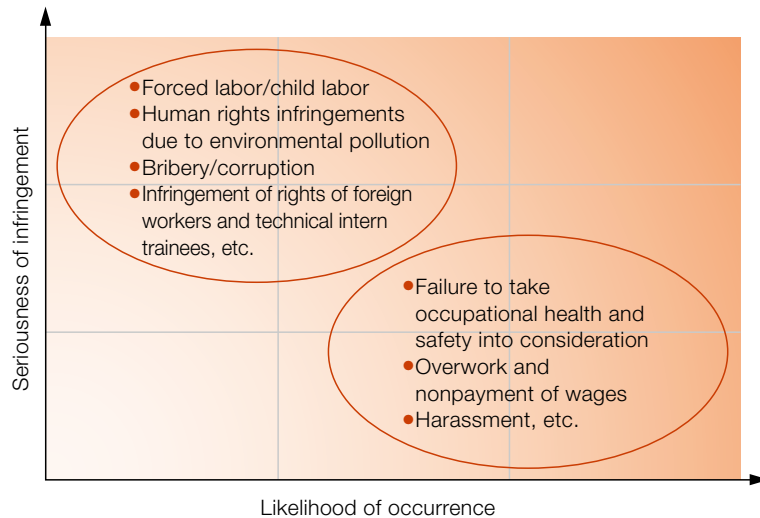 Seriousness of infringement
●Forced labor/child labor
●Human rights infringements
due to environmental pollution
●Bribery/corruption
●Infringement of rights of foreign
workers and technical intern
trainees, etc.
●Failure to take
occupational health and
safety into consideration
●Overwork and
nonpayment of wages
●Harassment, etc.
Likelihood of occurrence